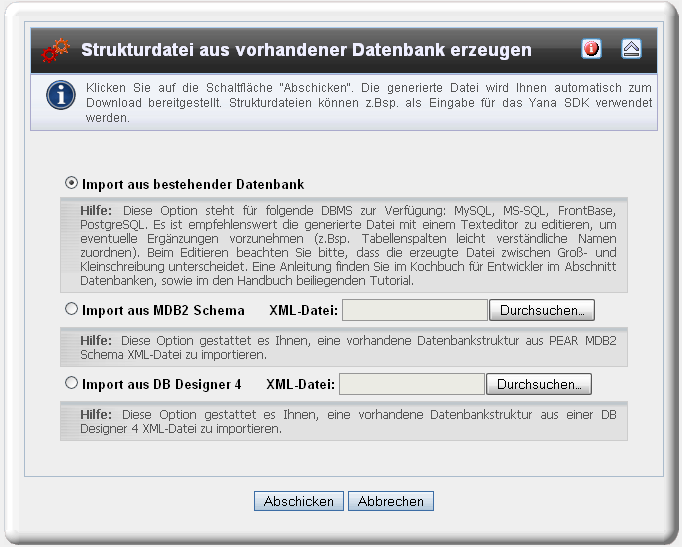 Strukturdatei aus vorhandener Datenbank erzeugen
Klicken Sie auf die Schaltfläche "Abschicken". Die generierte Datei wird Ihnen automatisch zum
Download bereitgestellt. Strukturdateien können z.Bsp. als Eingabe für das Yana SDK verwendet
werden.
Import aus bestehender Datenbank
Hilfe: Diese Option steht für folgende DBMS zur Verfügung: MySQL, MS-SQL, FrontBase,
PostgreSQL. Es ist empfehlenswert die generierte Datei mit einem Texteditor zu editieren, um
eventuelle Ergänzungen vorzunehmen (z.Bsp. Tabellenspalten leicht verständliche Namen
zuordnen). Beim Editieren beachten Sie bitte, dass die erzeugte Datei zwischen Groß- und
Kleinschreibung unterscheidet. Eine Anleitung finden Sie im Kochbuch für Entwickler im Abschnitt
Datenbanken, sowie im den Handbuch beiliegenden Tutorial.
Import aus MDB2 Schema XML-Datei: Durchsuchen...
Hilfe: Diese Option gestattet es Ihnen, eine vorhandene Datenbankstruktur aus PEAR MDB2
Schema XML-Datei zu importieren.
Import aus DB Designer 4 XML-Datei: Durchsuchen...
Hilfe: Diese Option gestattet es Ihnen, eine vorhandene Datenbankstruktur aus einer DB
Designer 4 XML-Datei zu importieren.
Abschicken Abbrechen